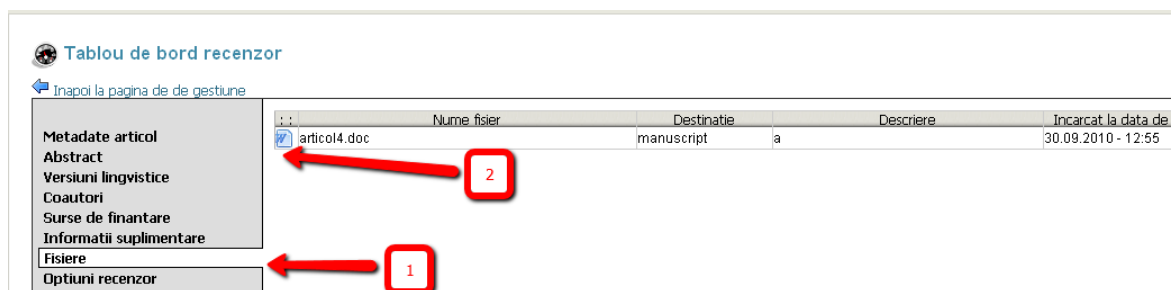 Tablou de bord recenzor
Inapoi la pagina de de gestiune
: : Nume fisier Destinatie Descriere Incarcat la data de
articol4.doc manuscript a 30.09.2010 - 12:55
Metadate articol
Abstract
Versiuni lingvistice
Coautori
Surse de finantare
Informatii suplimentare
Fisiere
Optiuni recenzor
2
1